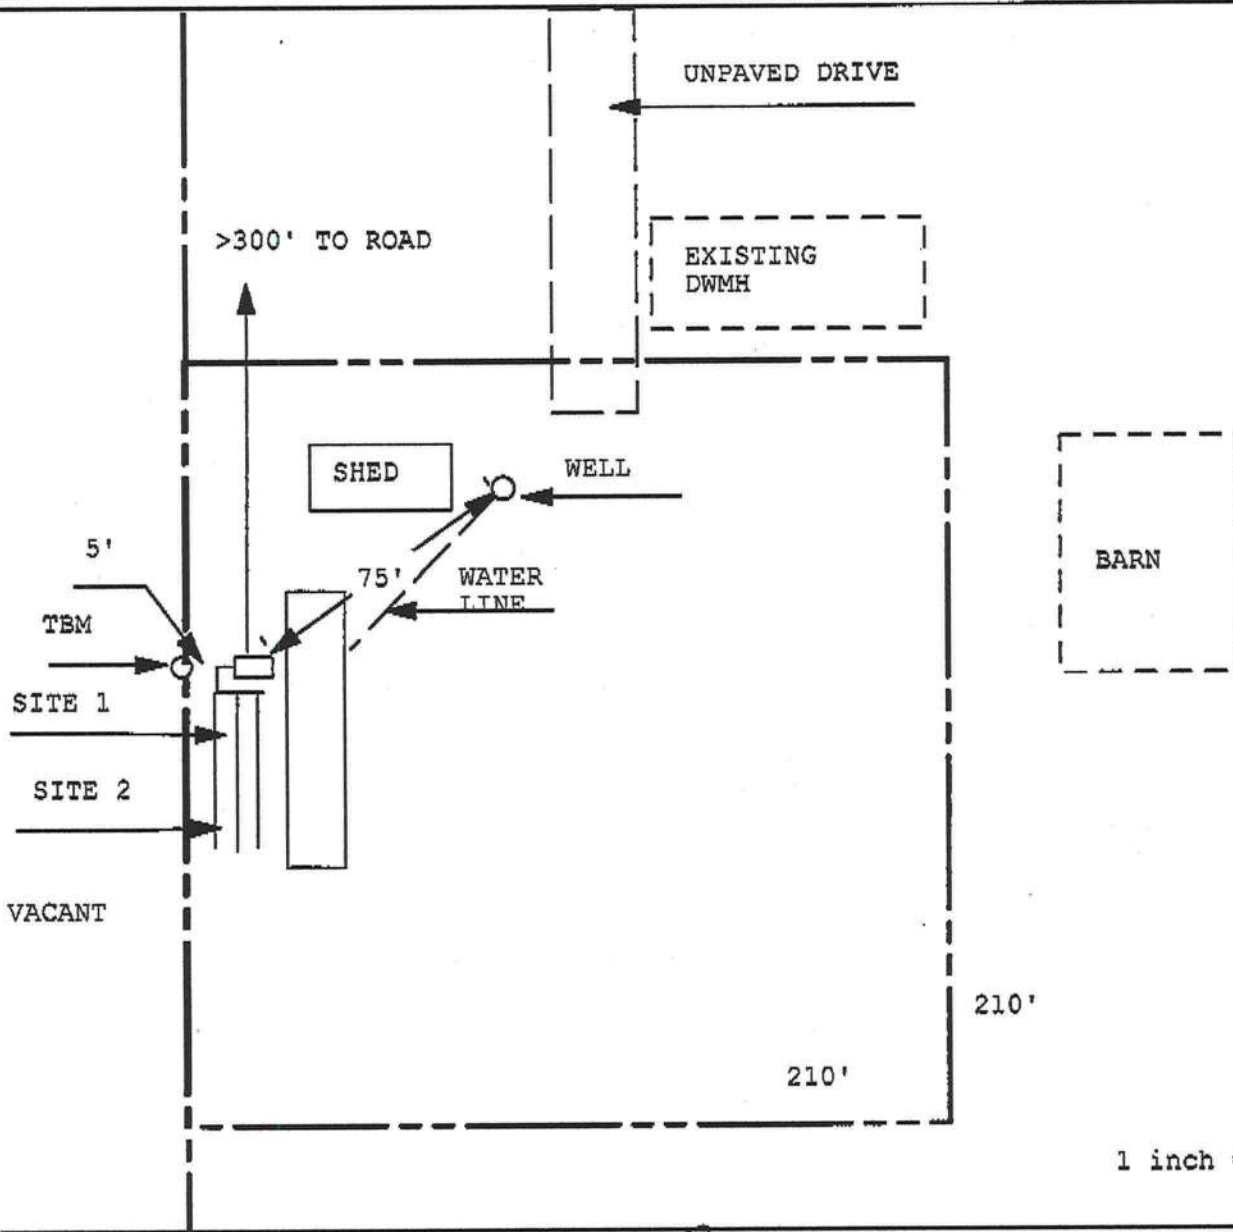 UNPAVED DRIVE
>300' TO ROAD
EXISTING
DWMH
SHED
WELL
5'
75'
WATER
LINE
BARN
TBM
SITE 1
SITE 2
VACANT
210'
210'
1 inch